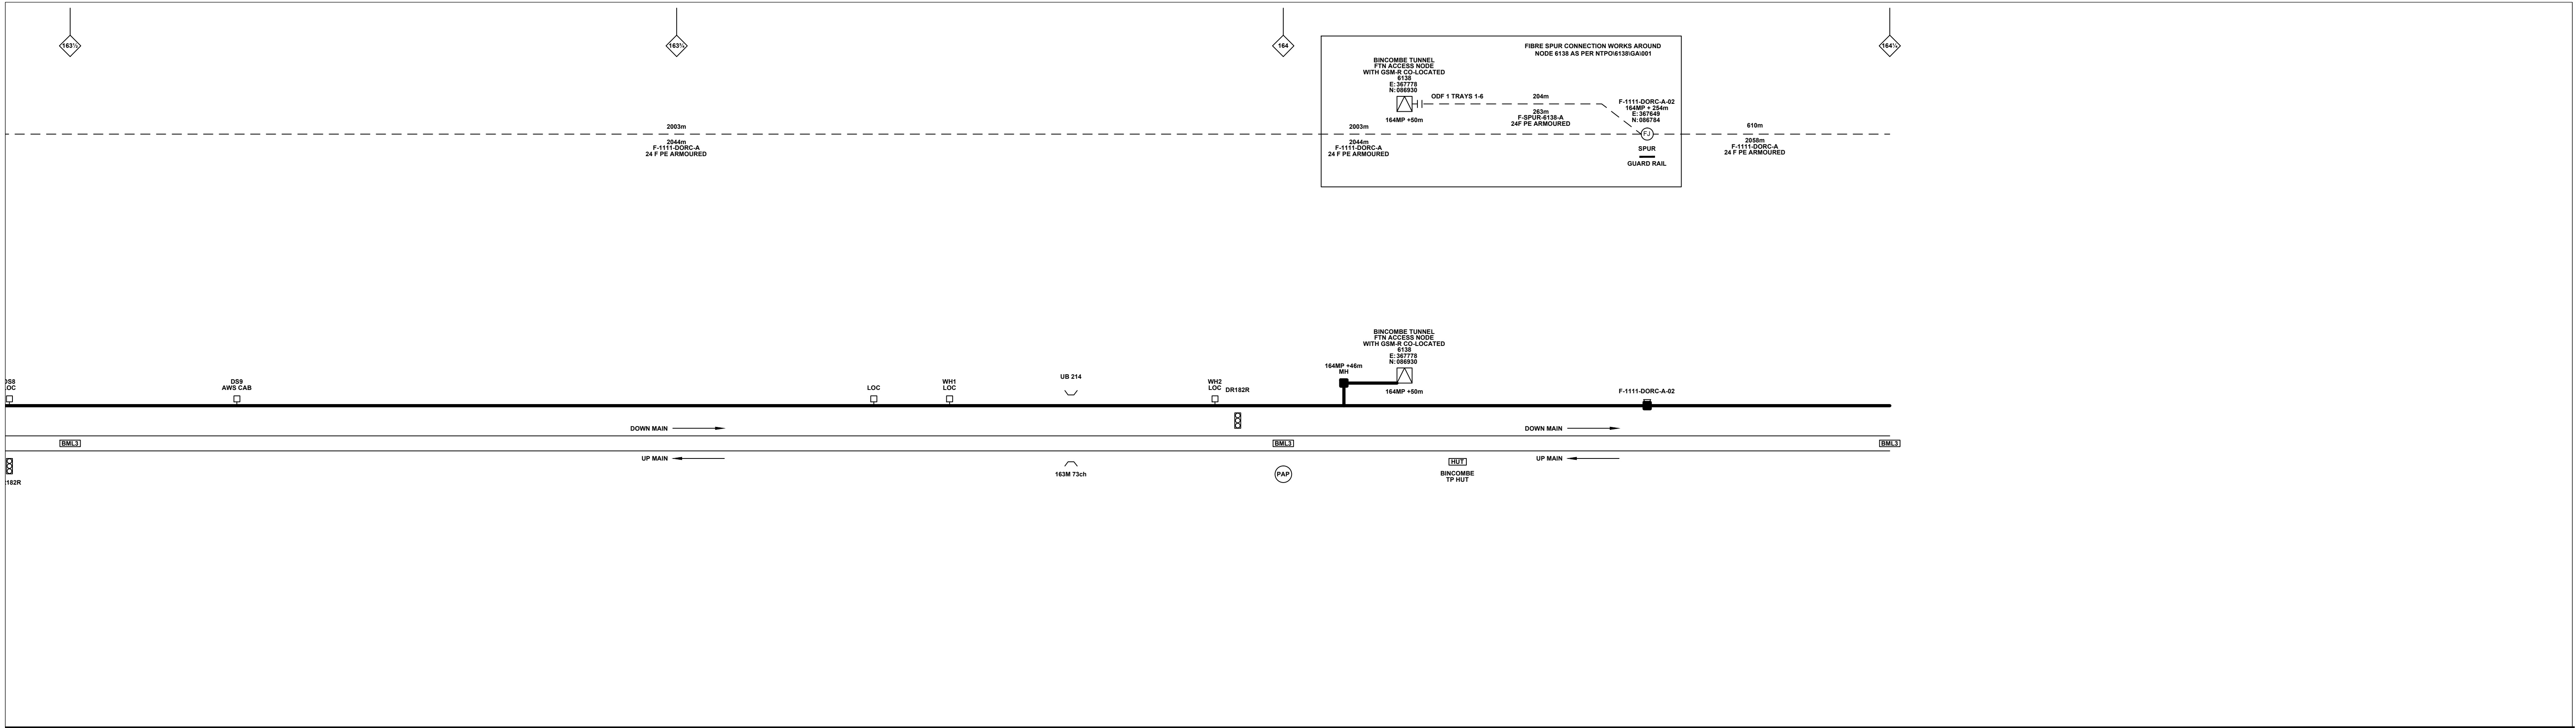 163½
163¾
164
164¼
FIBRE SPUR CONNECTION WORKS AROUND
NODE 6138 AS PER NTPO\6138\GA\001
BINCOMBE TUNNEL
FTN ACCESS NODE
WITH GSM-R CO-LOCATED
6138
E: 367778
N: 086930
164MP +50m
ODF 1 TRAYS 1-6
204m
263m
F-SPUR-6138-A
24F PE ARMOURED
F-1111-DORC-A-02
164MP + 254m
E: 367649
N: 086784
FJ
SPUR
GUARD RAIL
2003m
2044m
F-1111-DORC-A
24 F PE ARMOURED
2003m
2044m
F-1111-DORC-A
24 F PE ARMOURED
610m
2058m
F-1111-DORC-A
24 F PE ARMOURED
BINCOMBE TUNNEL
FTN ACCESS NODE
WITH GSM-R CO-LOCATED
6138
E: 367778
N: 086930
164MP +50m
164MP +46m
MH
DS9
AWS CAB
LOC
WH1
LOC
UB 214
WH2
LOC
DR182R
F-1111-DORC-A-02
DOWN MAIN
DOWN MAIN
BML3
BML3
BML3
UP MAIN
UP MAIN
163M 73ch
PAP
HUT
BINCOMBE
TP HUT
182R